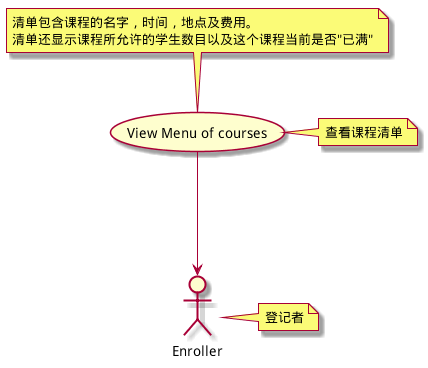 清单包含课程的名字，时间，地点及费用。
清单还显示课程所允许的学生数目以及这个课程当前是否"已满"
View Menu of courses
查看课程清单
登记者
Enroller